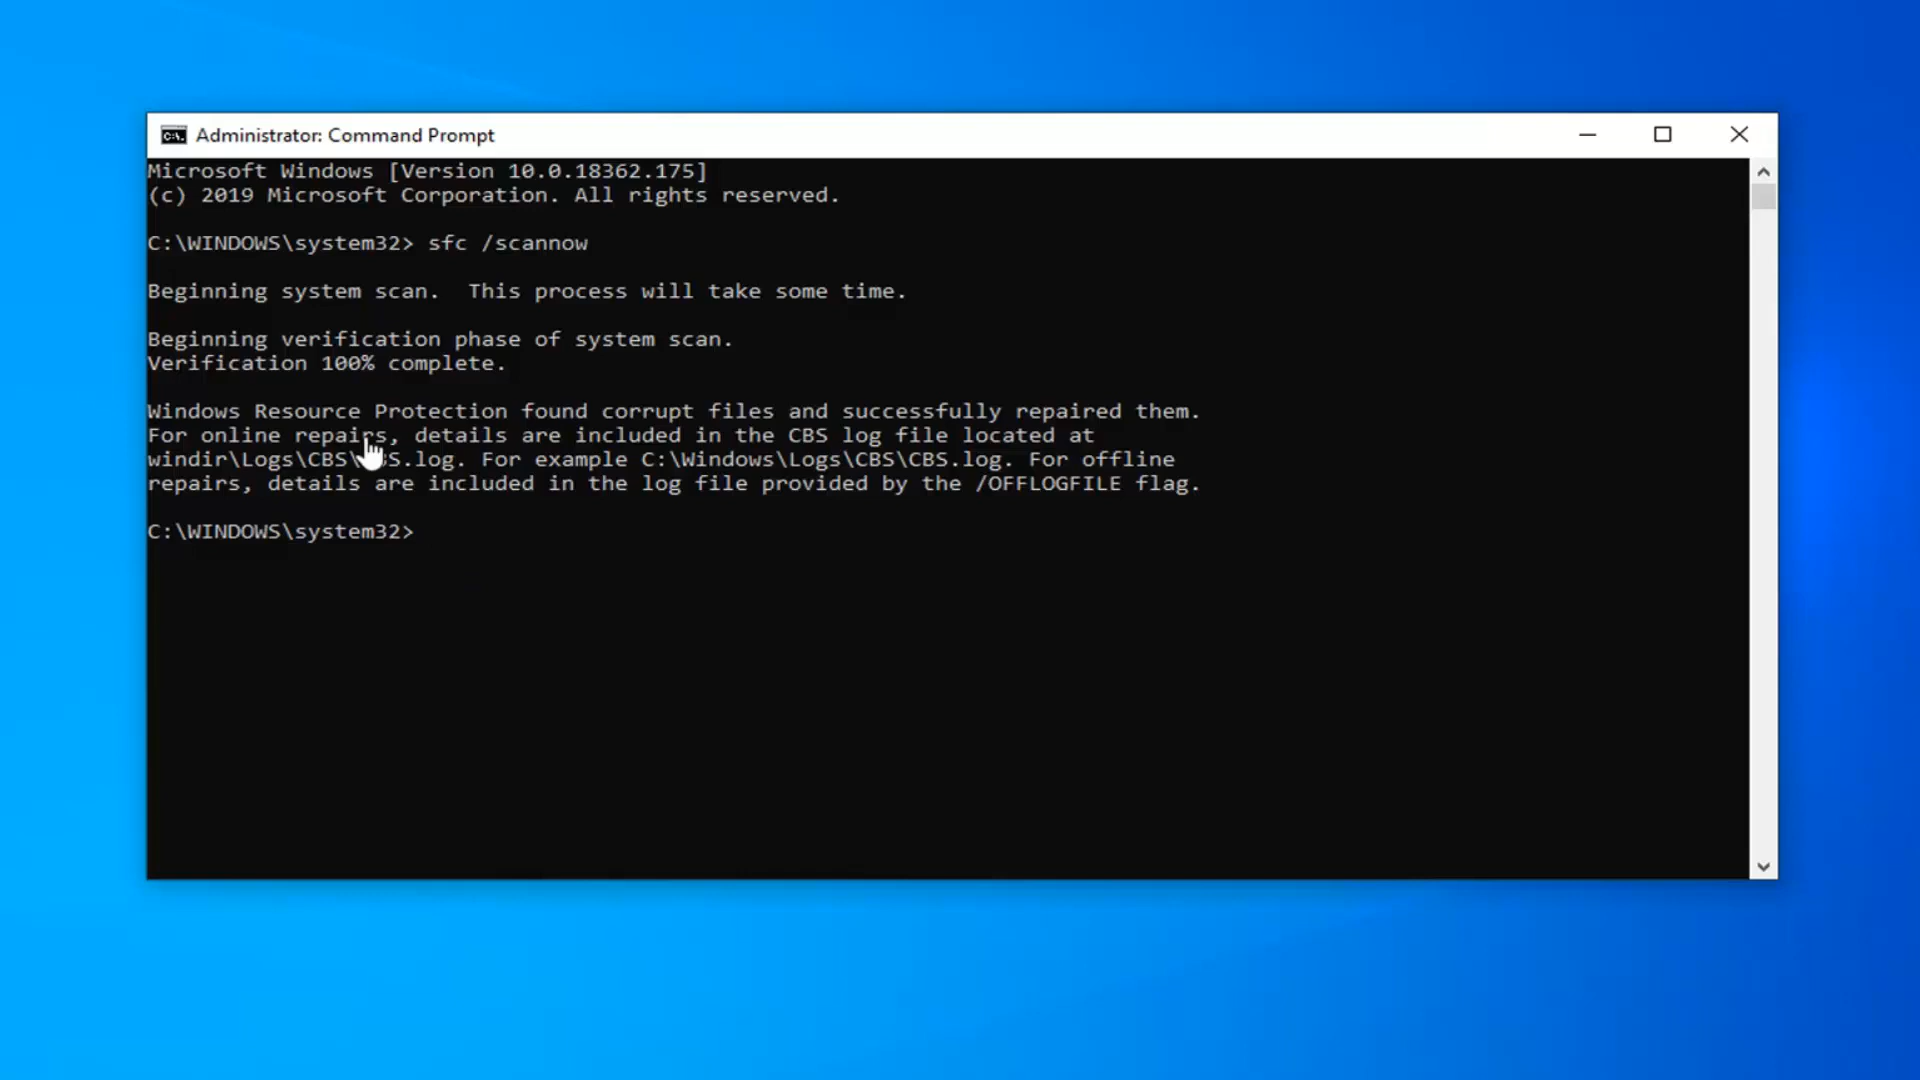 Administrator: Command Prompt
Microsoft Windows [Version 10.0.18362.175]
(c) 2019 Microsoft Corporation. All rights reserved.
C:\WINDOWS\system32> sfc /scannow
Beginning system scan.  This process will take some time.
Beginning verification phase of system scan.
Verification 100% complete.
Windows Resource Protection found corrupt files and successfully repaired them.
For online repairs, details are included in the CBS log file located at
windir\Logs\CBS\CBS.log. For example C:\Windows\Logs\CBS\CBS.log. For offline
repairs, details are included in the log file provided by the /OFFLOGFILE flag.
C:\WINDOWS\system32>